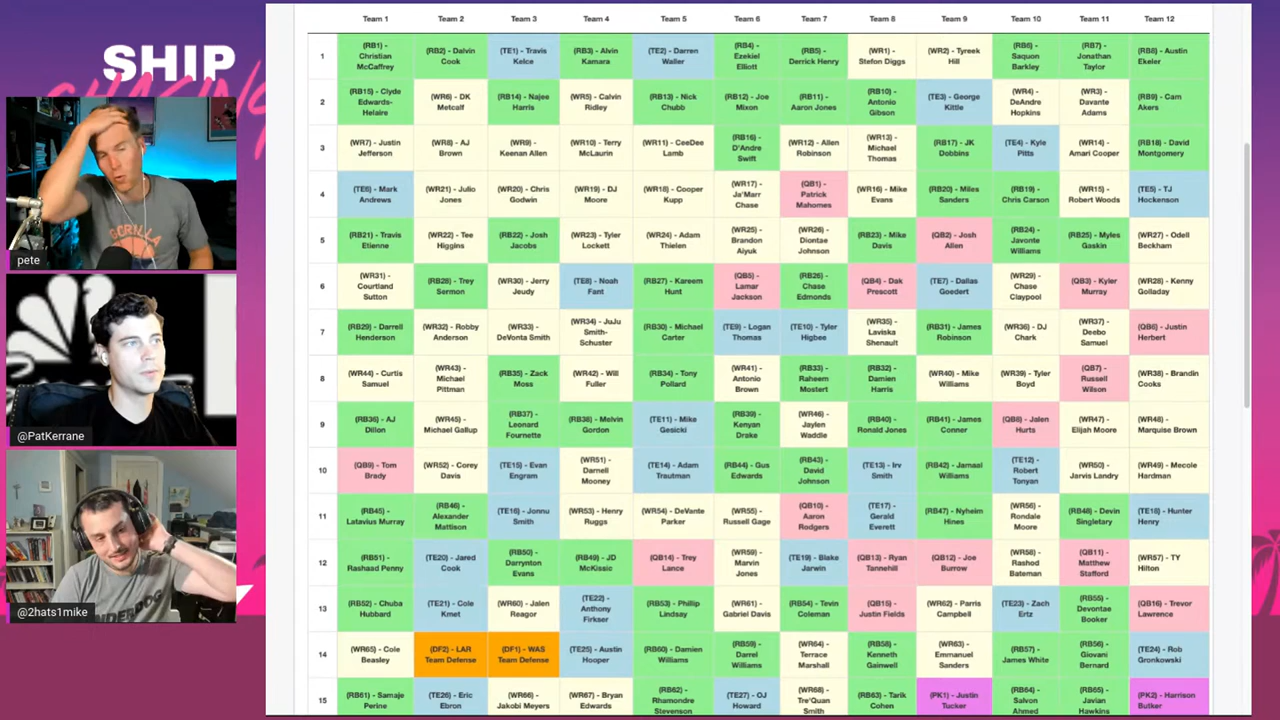 SHIP
pete
@PatKerrane
@2hats1mike
Team 1 Team 2 Team 3 Team 4 Team 5 Team 6 Team 7 Team 8 Team 9 Team 10 Team 11 Team 12
1 (RB1) - Christian McCaffrey (RB2) - Dalvin Cook (TE1) - Travis Kelce (RB3) - Alvin Kamara (TE2) - Darren Waller (RB4) - Ezekiel Elliott (RB5) - Derrick Henry (WR1) - Stefon Diggs (WR2) - Tyreek Hill (RB6) - Saquon Barkley (RB7) - Jonathan Taylor (RB8) - Austin Ekeler
2 (RB15) - Clyde Edwards-Helaire (WR6) - DK Metcalf (RB14) - Najee Harris (WR5) - Calvin Ridley (RB13) - Nick Chubb (RB12) - Joe Mixon (RB11) - Aaron Jones (RB10) - Antonio Gibson (TE3) - George Kittle (WR4) - DeAndre Hopkins (WR3) - Davante Adams (RB9) - Cam Akers
3 (WR7) - Justin Jefferson (WR8) - AJ Brown (WR9) - Keenan Allen (WR10) - Terry McLaurin (WR11) - CeeDee Lamb (RB16) - D'Andre Swift (WR12) - Allen Robinson (WR13) - Michael Thomas (RB17) - JK Dobbins (TE4) - Kyle Pitts (WR14) - Amari Cooper (RB18) - David Montgomery
4 (TE6) - Mark Andrews (WR21) - Julio Jones (WR20) - Chris Godwin (WR19) - DJ Moore (WR18) - Cooper Kupp (WR17) - Ja'Marr Chase (QB1) - Patrick Mahomes (WR16) - Mike Evans (RB20) - Miles Sanders (RB19) - Chris Carson (WR15) - Robert Woods (TE5) - TJ Hockenson
5 (RB21) - Travis Etienne (WR22) - Tee Higgins (RB22) - Josh Jacobs (WR23) - Tyler Lockett (WR24) - Adam Thielen (WR25) - Brandon Aiyuk (WR26) - Diontae Johnson (RB23) - Mike Davis (QB2) - Josh Allen (RB24) - Javonte Williams (RB25) - Myles Gaskin (WR27) - Odell Beckham
6 (WR31) - Courtland Sutton (RB28) - Trey Sermon (WR30) - Jerry Jeudy (TE8) - Noah Fant (RB27) - Kareem Hunt (QB5) - Lamar Jackson (RB26) - Chase Edmonds (QB4) - Dak Prescott (TE7) - Dallas Goedert (WR29) - Chase Claypool (QB3) - Kyler Murray (WR28) - Kenny Golladay
7 (RB29) - Darrell Henderson (WR32) - Robby Anderson (WR33) - DeVonta Smith (WR34) - JuJu Smith-Schuster (RB30) - Michael Carter (TE9) - Logan Thomas (TE10) - Tyler Higbee (WR35) - Laviska Shenault (RB31) - James Robinson (WR36) - DJ Chark (WR37) - Deebo Samuel (QB6) - Justin Herbert
8 (WR44) - Curtis Samuel (WR43) - Michael Pittman (RB35) - Zack Moss (WR42) - Will Fuller (RB34) - Tony Pollard (WR41) - Antonio Brown (RB33) - Raheem Mostert (RB32) - Damien Harris (WR40) - Mike Williams (WR39) - Tyler Boyd (QB7) - Russell Wilson (WR38) - Brandin Cooks
9 (RB36) - AJ Dillon (WR45) - Michael Gallup (RB37) - Leonard Fournette (RB38) - Melvin Gordon (TE11) - Mike Gesicki (RB39) - Kenyan Drake (WR46) - Jaylen Waddle (RB40) - Ronald Jones (RB41) - James Conner (QB8) - Jalen Hurts (WR47) - Elijah Moore (WR48) - Marquise Brown
10 (QB9) - Tom Brady (WR52) - Corey Davis (TE15) - Evan Engram (WR51) - Darnell Mooney (TE14) - Adam Trautman (RB44) - Gus Edwards (RB43) - David Johnson (TE13) - Irv Smith (RB42) - Jamaal Williams (TE12) - Robert Tonyan (WR50) - Jarvis Landry (WR49) - Mecole Hardman
11 (RB45) - Latavius Murray (RB46) - Alexander Mattison (TE16) - Jonnu Smith (WR53) - Henry Ruggs (WR54) - DeVante Parker (WR55) - Russell Gage (QB10) - Aaron Rodgers (TE17) - Gerald Everett (RB47) - Nyheim Hines (WR56) - Rondale Moore (RB48) - Devin Singletary (TE18) - Hunter Henry
12 (RB51) - Rashaad Penny (TE20) - Jared Cook (RB50) - Darrynton Evans (RB49) - JD McKissic (QB14) - Trey Lance (WR59) - Marvin Jones (TE19) - Blake Jarwin (QB13) - Ryan Tannehill (QB12) - Joe Burrow (WR58) - Rashod Bateman (QB11) - Matthew Stafford (WR57) - TY Hilton
13 (RB52) - Chuba Hubbard (TE21) - Cole Kmet (WR60) - Jalen Reagor (TE22) - Anthony Firkser (RB53) - Phillip Lindsay (WR61) - Gabriel Davis (RB54) - Tevin Coleman (QB15) - Justin Fields (WR62) - Parris Campbell (TE23) - Zach Ertz (RB55) - Devontae Booker (QB16) - Trevor Lawrence
14 (WR65) - Cole Beasley (DF2) - LAR Team Defense (DF1) - WAS Team Defense (TE25) - Austin Hooper (RB60) - Damien Williams (RB59) - Darrel Williams (WR64) - Terrace Marshall (RB58) - Kenneth Gainwell (WR63) - Emmanuel Sanders (RB57) - James White (RB56) - Giovani Bernard (TE24) - Rob Gronkowski
15 (RB61) - Samaje Perine (TE26) - Eric Ebron (WR66) - Jakobi Meyers (WR67) - Bryan Edwards (RB62) - Rhamondre Stevenson (TE27) - OJ Howard (WR68) - Tre'Quan Smith (RB63) - Tarik Cohen (PK1) - Justin Tucker (RB64) - Salvon Ahmed (RB65) - Javian Hawkins (PK2) - Harrison Butker